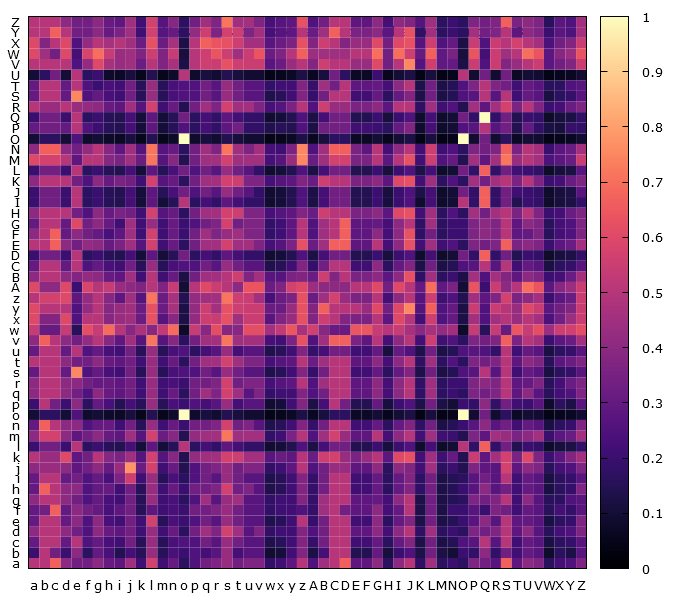 Z
Y
X
W
V
U
T
S
R
Q
P
O
N
M
L
K
J
I
H
G
F
E
D
C
B
A
z
y
x
w
v
u
t
s
r
q
p
o
n
m
l
k
j
i
h
g
f
e
d
c
b
a
a b c d e f g h i j k l m n o p q r s t u v w x y z A B C D E F G H I J K L M N O P Q R S T U V W X Y Z
1
0.9
0.8
0.7
0.6
0.5
0.4
0.3
0.2
0.1
0